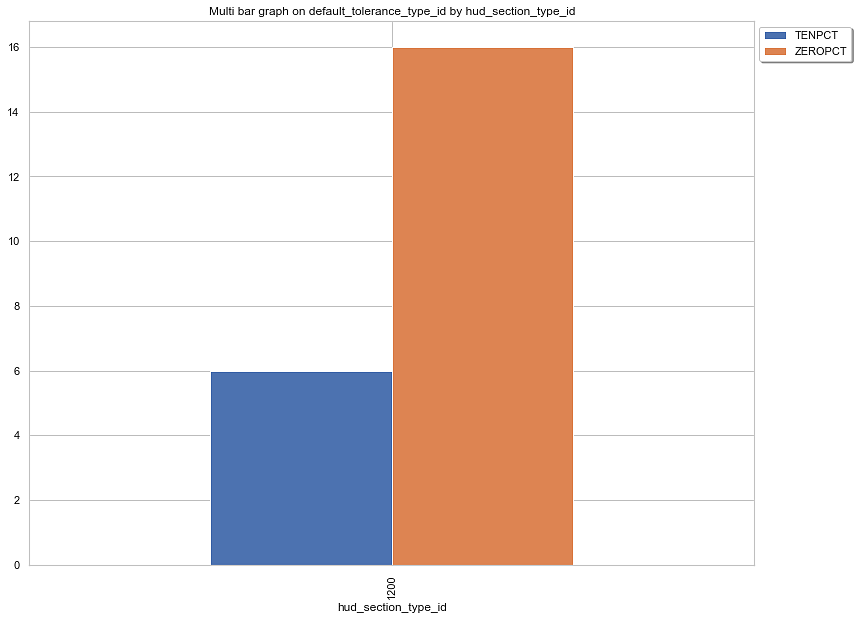 Multi bar graph on default_tolerance_type_id by hud_section_type_id
TENPCT
ZEROPCT
16
14
12
10
8
6
4
2
0
1200
hud_section_type_id